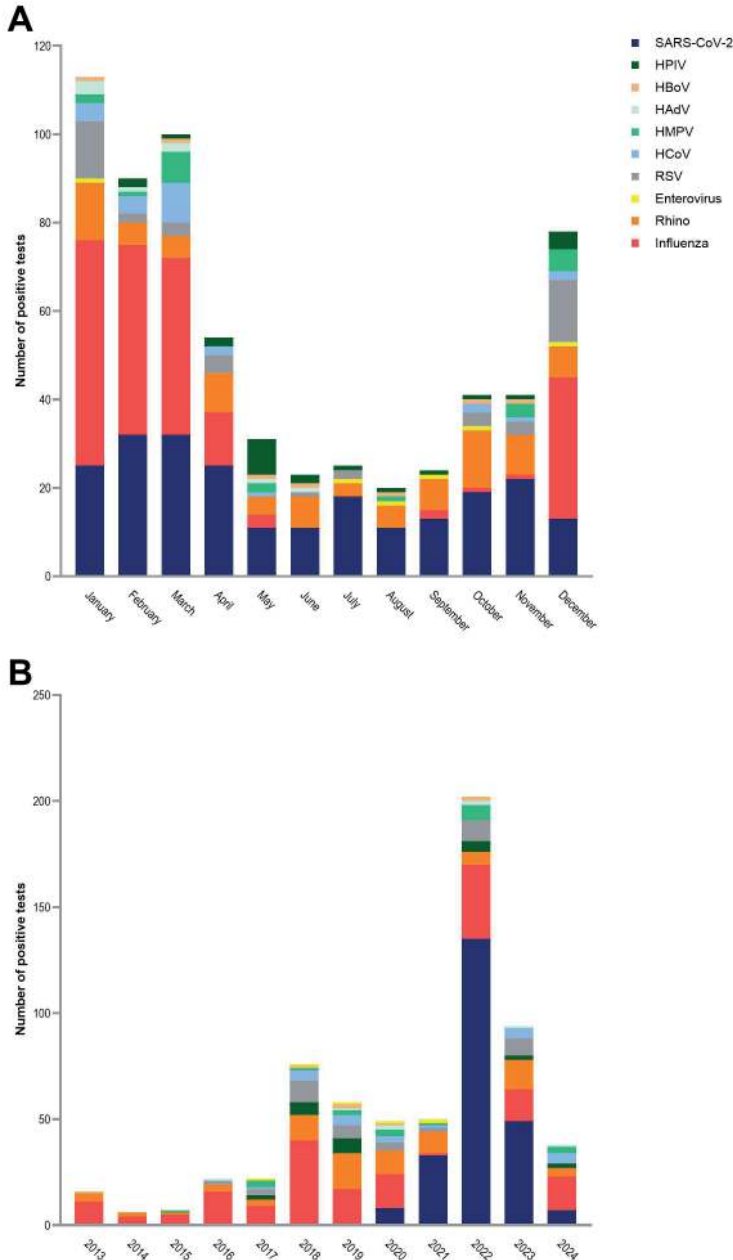 A
120
100
80
60
40
20
0
Number of positive tests
January
February
March
April
May
June
July
August
September
October
November
December
SARS-CoV-2
HPIV
HBoV
HAdV
HMPV
HCoV
RSV
Enterovirus
Rhino
Influenza
B
250
200
150
100
50
0
Number of positive tests
2013
2014
2015
2016
2017
2018
2019
2020
2021
2022
2023
2024